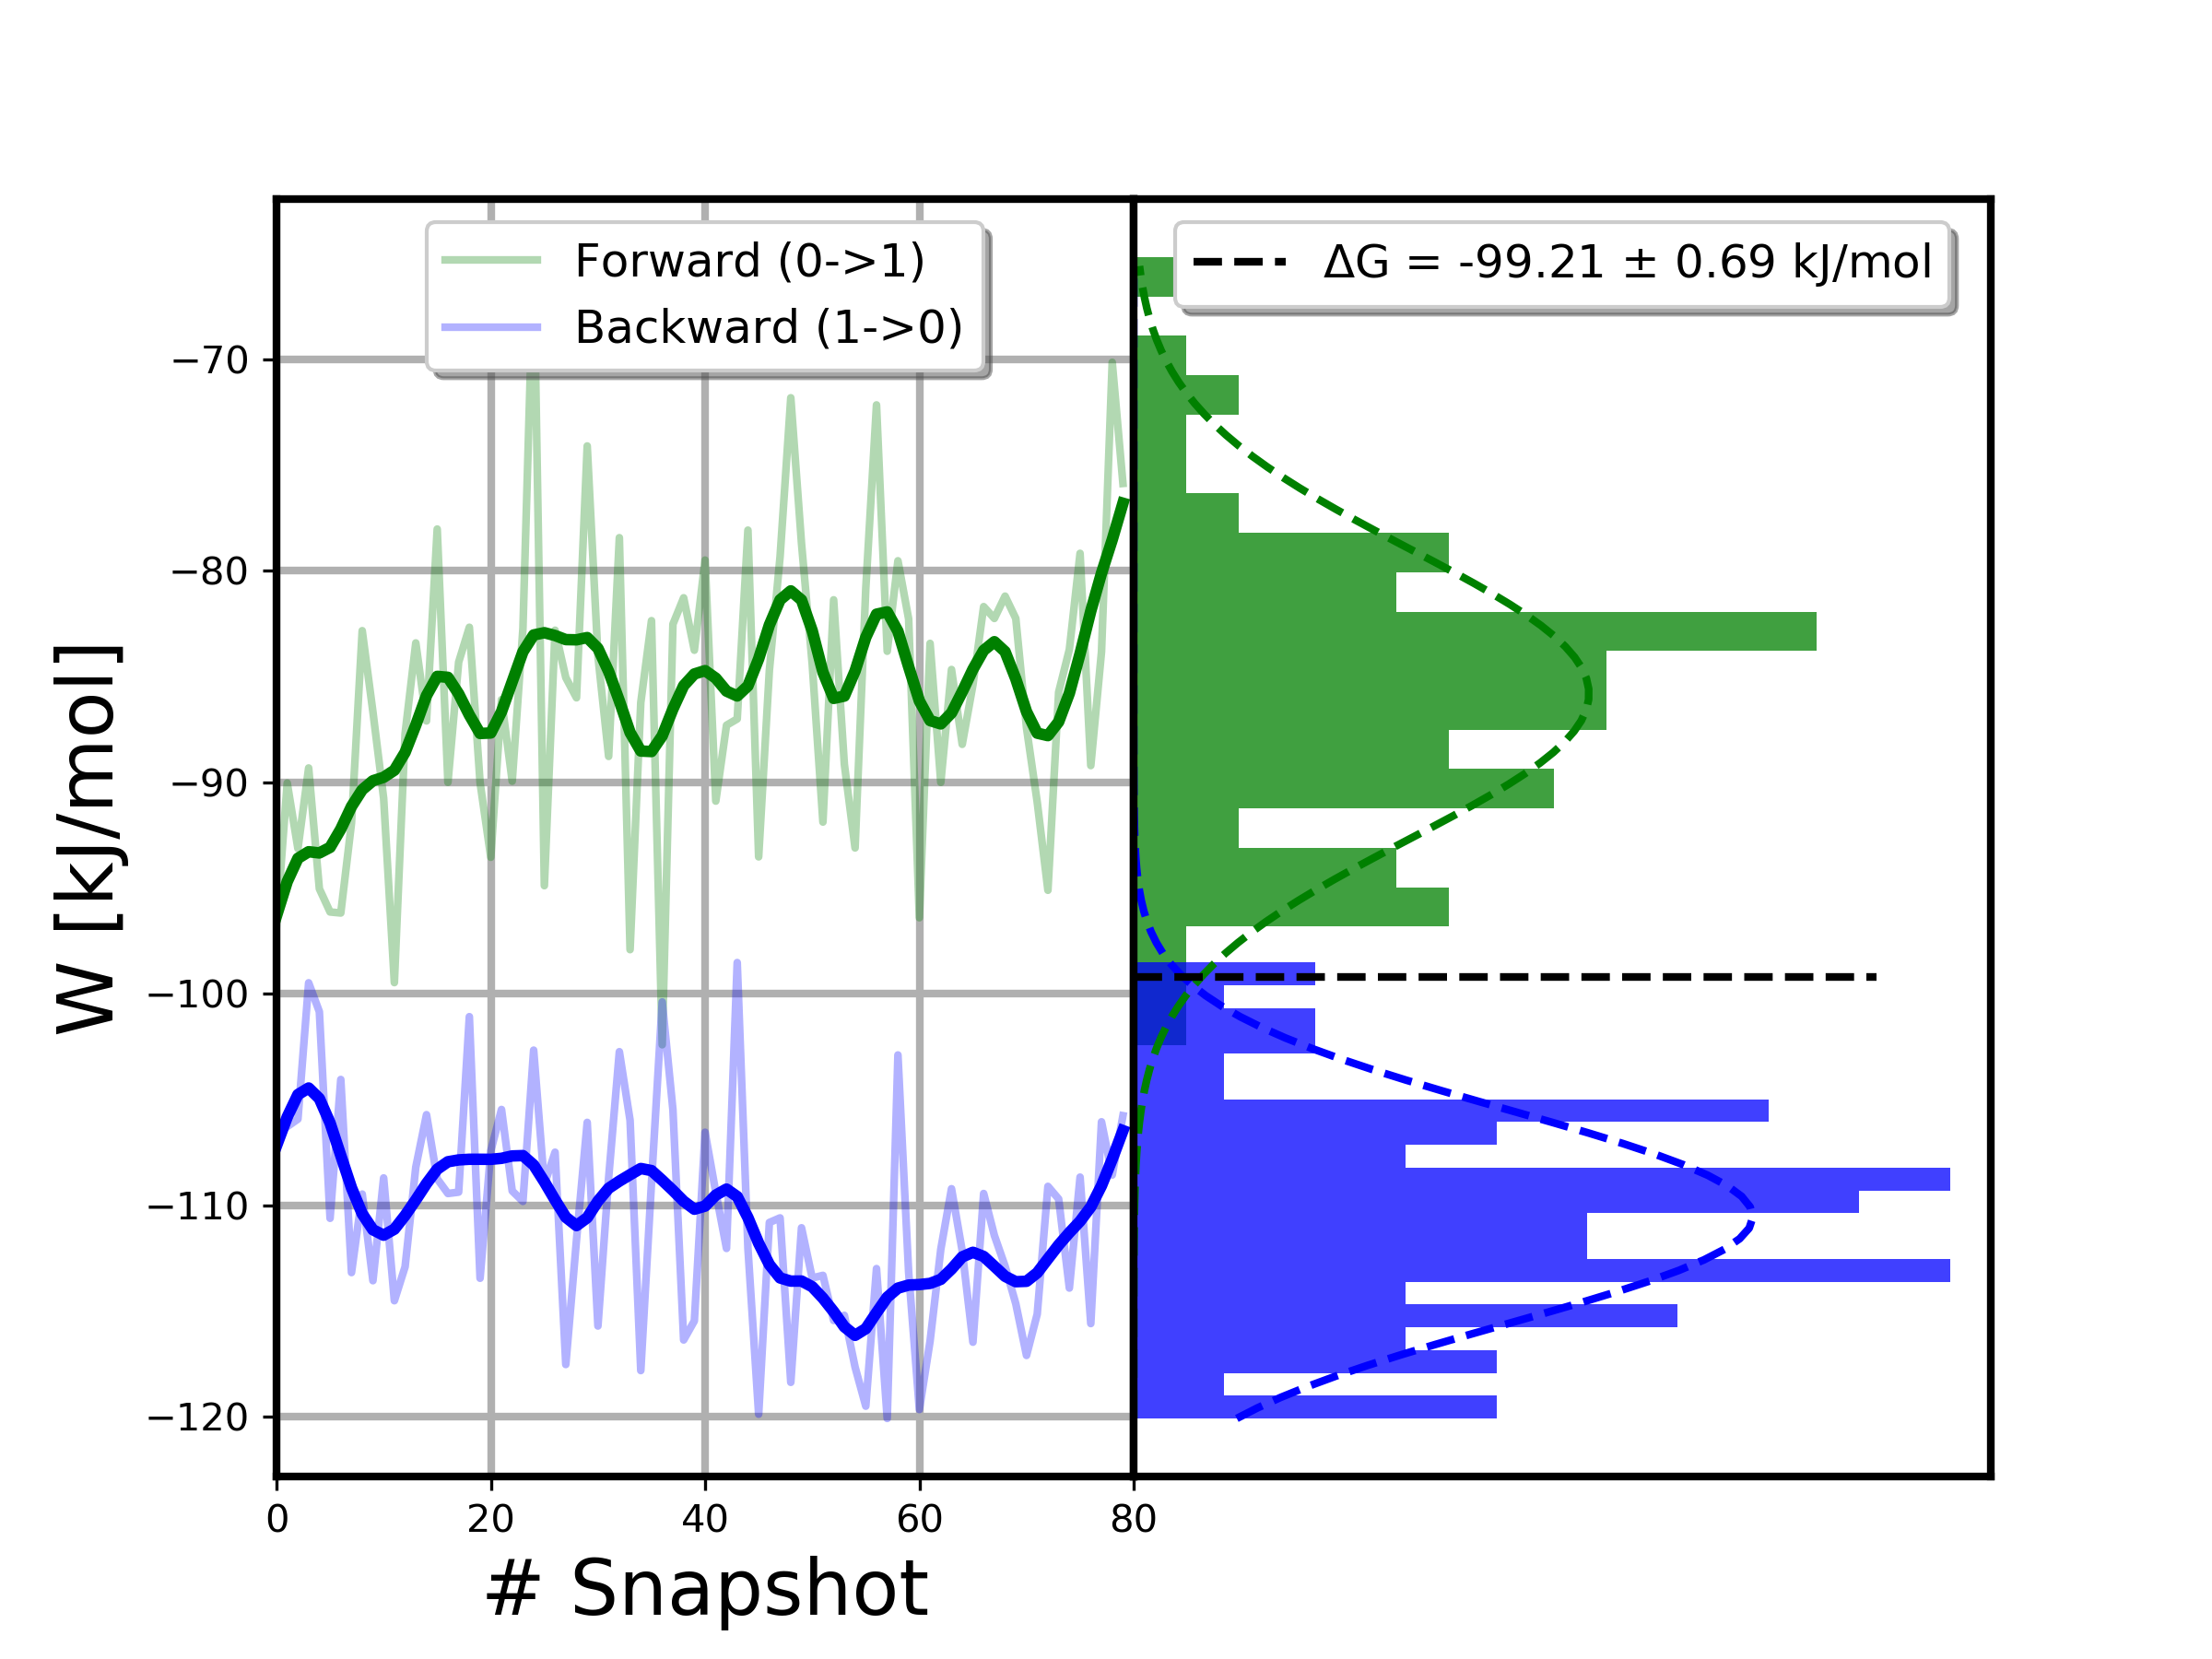 Forward (0->1)
Backward (1->0)
ΔG = -99.21 ± 0.69 kJ/mol
W [kJ/mol]
−70
−80
−90
−100
−110
−120
0 20 40 60 80
# Snapshot